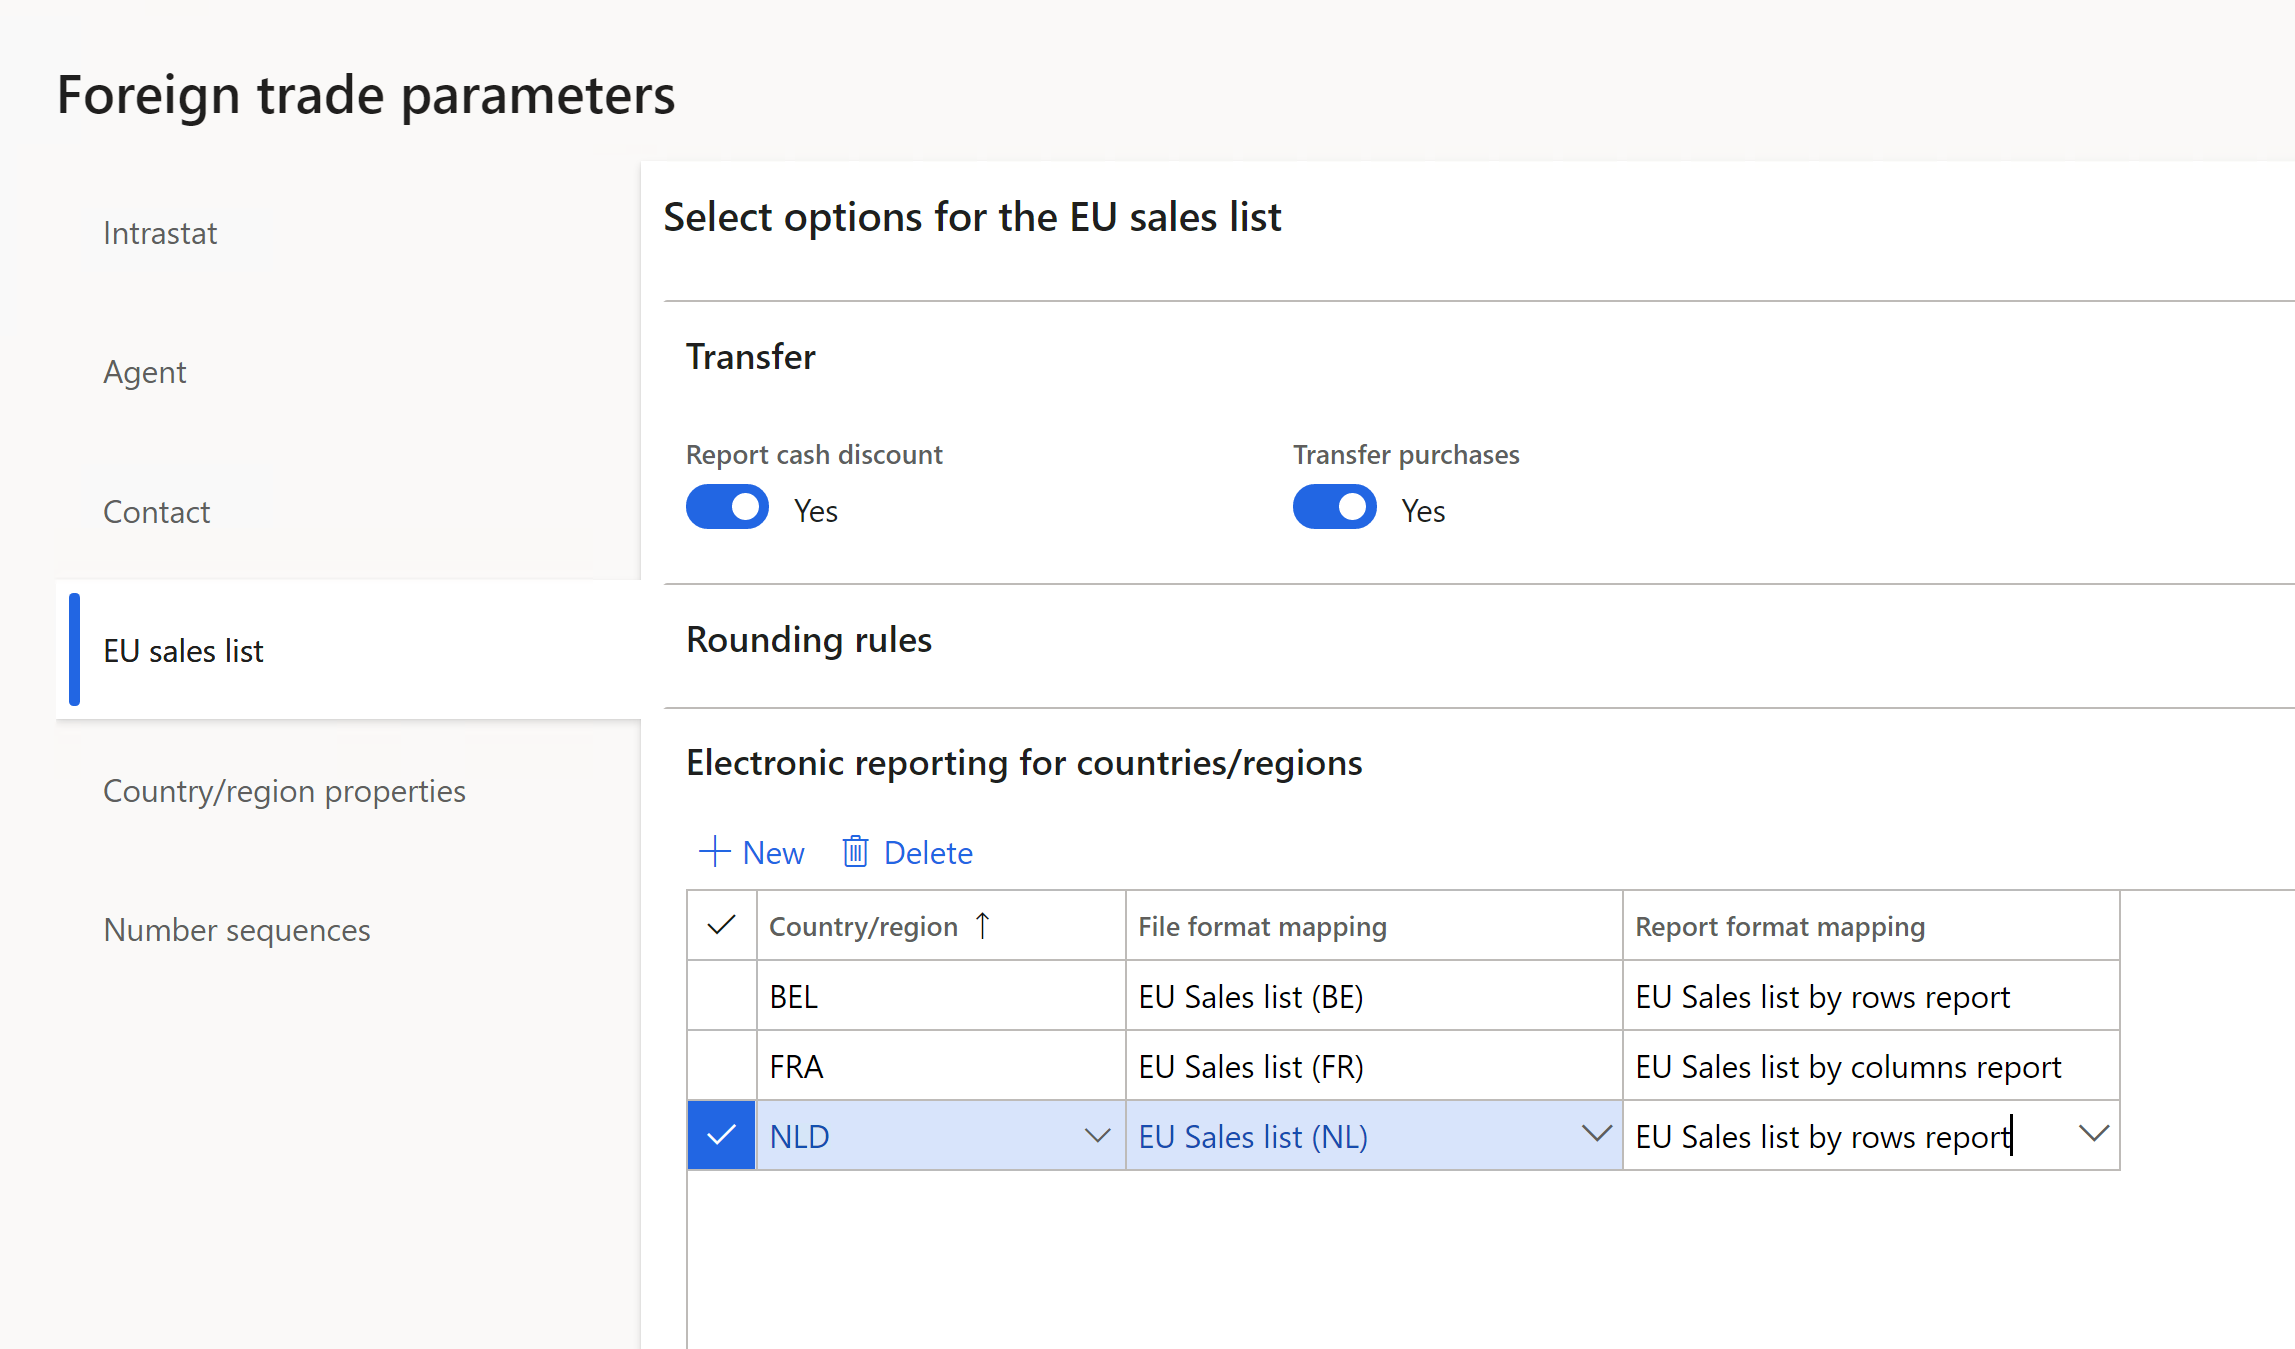 Foreign trade parameters
Intrastat
Agent
Contact
EU sales list
Country/region properties
Number sequences
Select options for the EU sales list
Transfer
Report cash discount
Yes
Transfer purchases
Yes
Rounding rules
Electronic reporting for countries/regions
New Delete
Country/region File format mapping Report format mapping
BEL EU Sales list (BE) EU Sales list by rows report
FRA EU Sales list (FR) EU Sales list by columns report
NLD EU Sales list (NL) EU Sales list by rows report